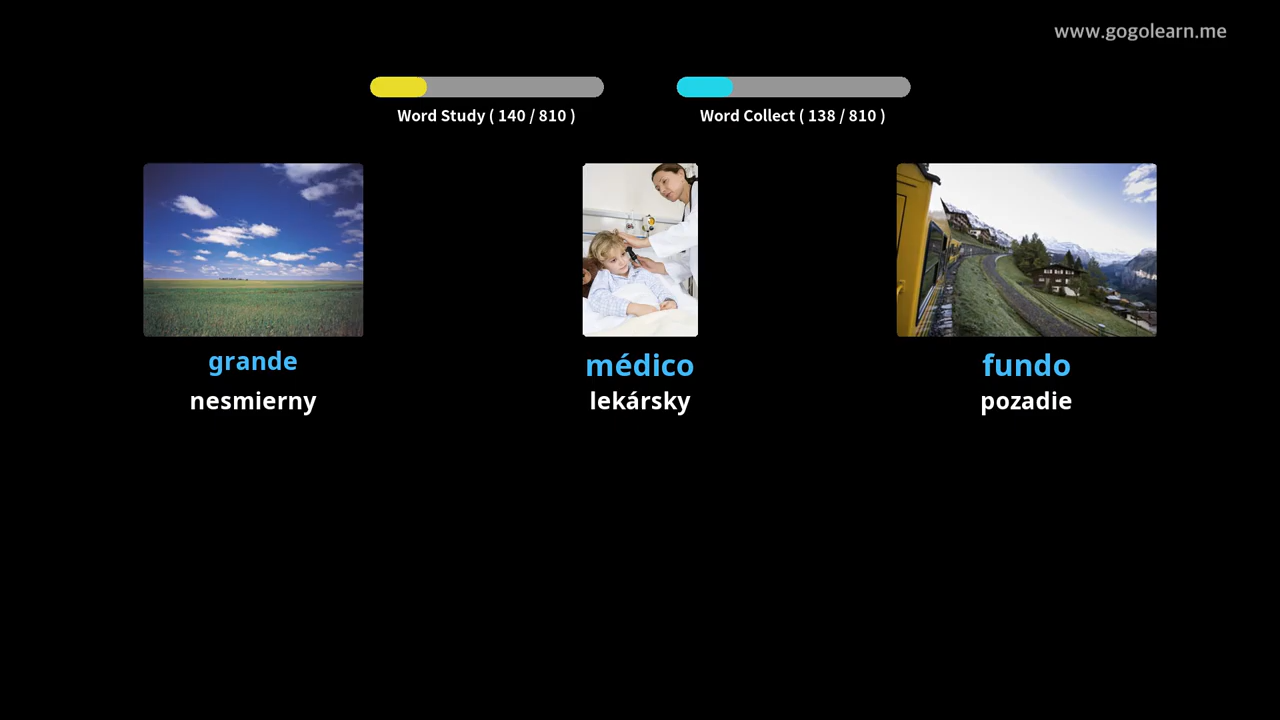 www.gogolearn.me
Word Study ( 140 / 810 )
Word Collect ( 138 / 810 )
grande
nesmierny
médico
lekársky
fundo
pozadie